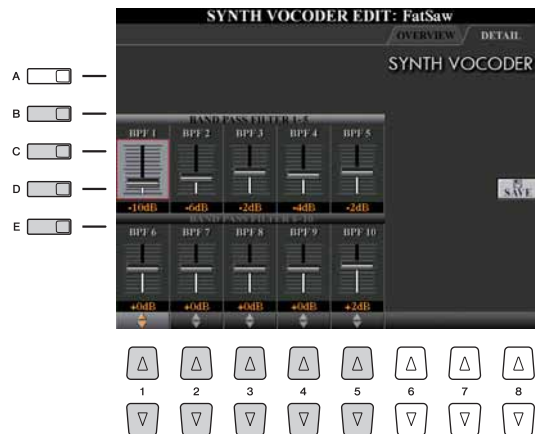 SYNTH VOCODER EDIT: FatSaw
OVERVIEW DETAIL
SYNTH VOCODER
A
B
BAND PASS FILTER 1-5
BPF 1 BPF 2 BPF 3 BPF 4 BPF 5
C
D
SAVE
-10dB -6dB -2dB -4dB -2dB
E
BAND PASS FILTER 6-10
BPF 6 BPF 7 BPF 8 BPF 9 BPF 10
+0dB +0dB +0dB +0dB +2dB
1 2 3 4 5 6 7 8